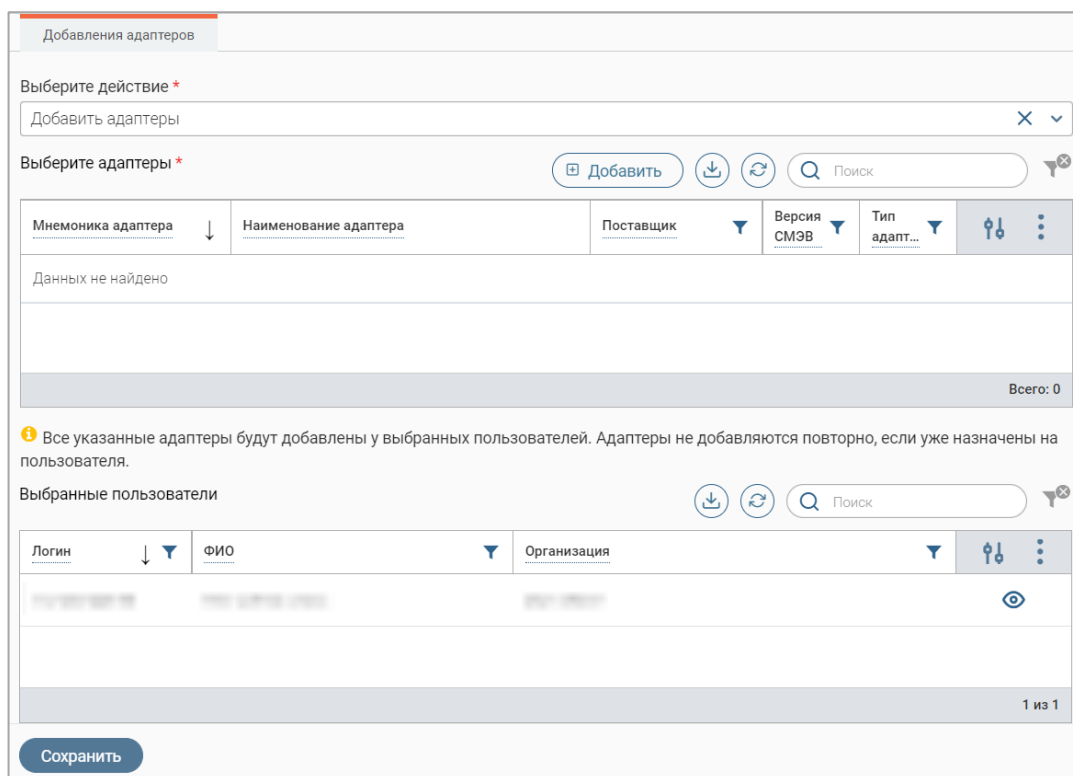 Добавления адаптеров
Выберите действие *
Добавить адаптеры
Выберите адаптеры *
Добавить
Поиск
Мнемоника адаптера
Наименование адаптера
Поставщик
Версия СМЭВ
Тип адапт...
Данных не найдено
Всего: 0
Все указанные адаптеры будут добавлены у выбранных пользователей. Адаптеры не добавляются повторно, если уже назначены на
пользователя.
Выбранные пользователи
Поиск
Логин
ФИО
Организация
1 из 1
Сохранить